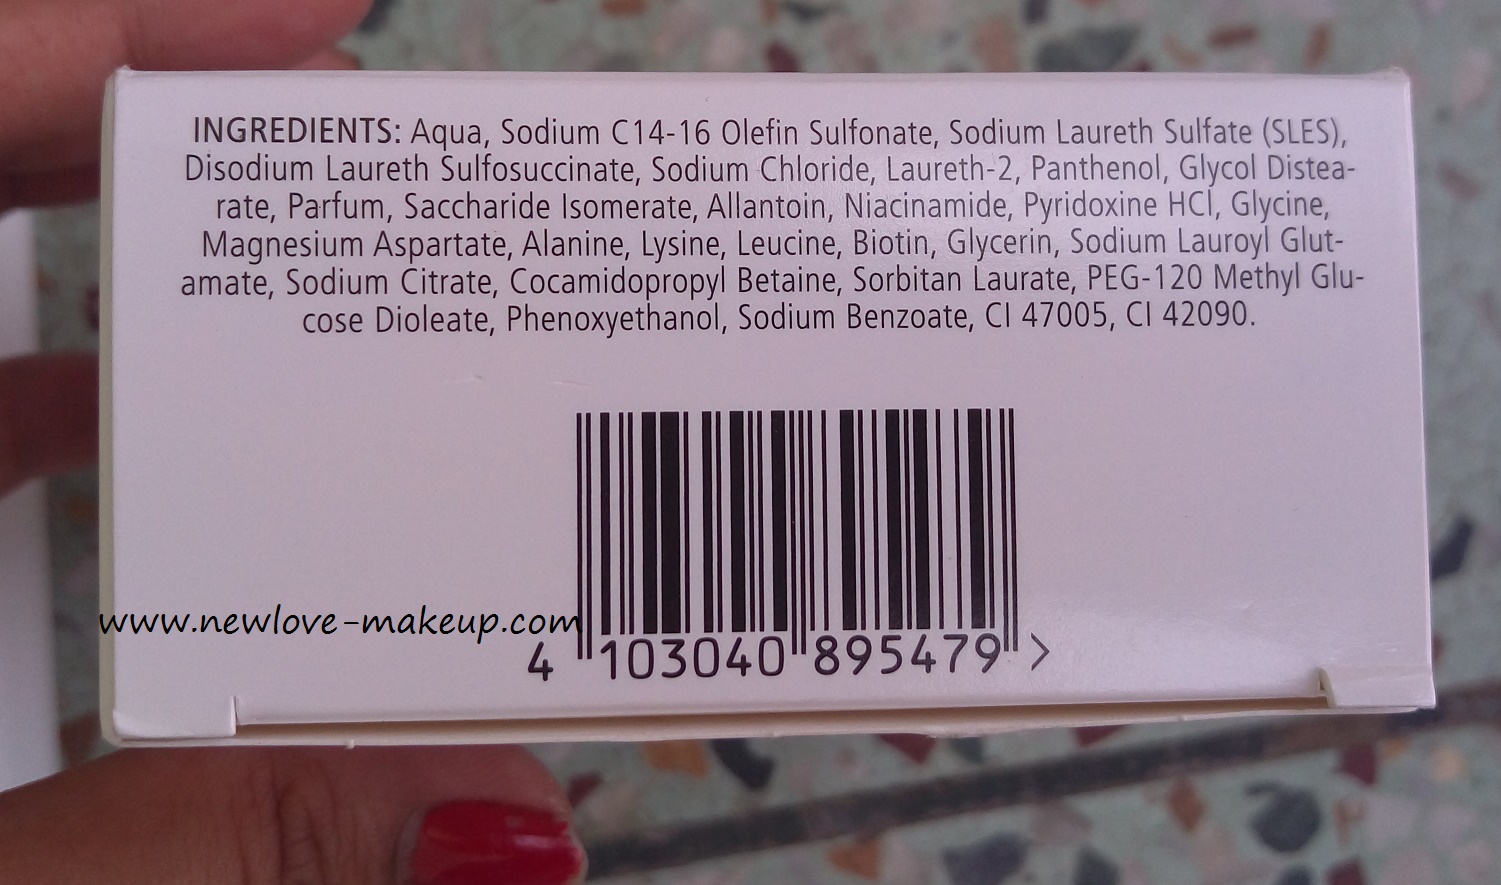 INGREDIENTS: Aqua, Sodium C14-16 Olefin Sulfonate, Sodium Laureth Sulfate (SLES),
Disodium Laureth Sulfosuccinate, Sodium Chloride, Laureth-2, Panthenol, Glycol Distea-
rate, Parfum, Saccharide Isomerate, Allantoin, Niacinamide, Pyridoxine HCl, Glycine,
Magnesium Aspartate, Alanine, Lysine, Leucine, Biotin, Glycerin, Sodium Lauroyl Glut-
amate, Sodium Citrate, Cocamidopropyl Betaine, Sorbitan Laurate, PEG-120 Methyl Glu-
cose Dioleate, Phenoxyethanol, Sodium Benzoate, CI 47005, CI 42090.
www.newlove-makeup.com
4 103040 895479 >